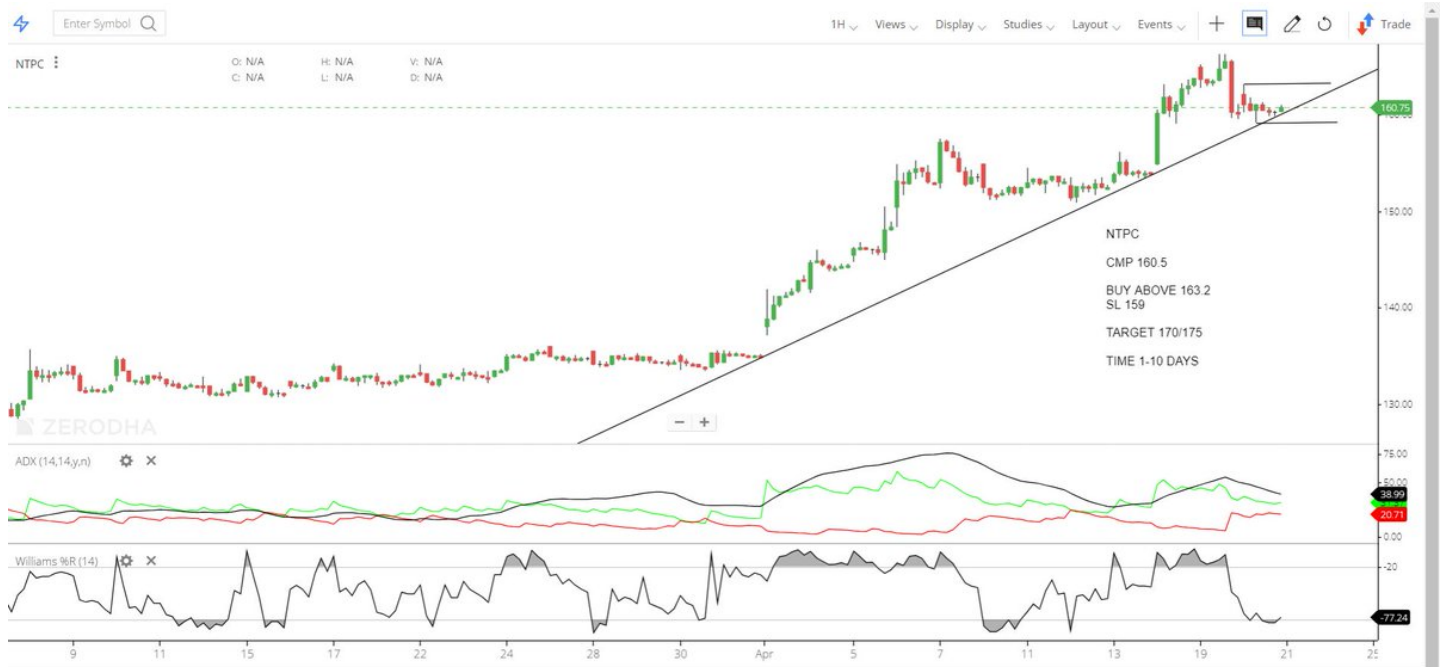 Enter Symbol
1H Views Display Studies Layout Events Trade
NTPC
O: N/A H: N/A V: N/A
C: N/A L: N/A D: N/A
160.75
150.00
140.00
130.00
NTPC
CMP 160.5
BUY ABOVE 163.2
SL 159
TARGET 170/175
TIME 1-10 DAYS
ZERODHA
ADX (14,14,y,n)
75.00
38.99
20.71
0.00
Williams %R (14)
-20
-77.24
9 11 15 17 22 24 28 30 Apr 5 7 11 13 19 21 25